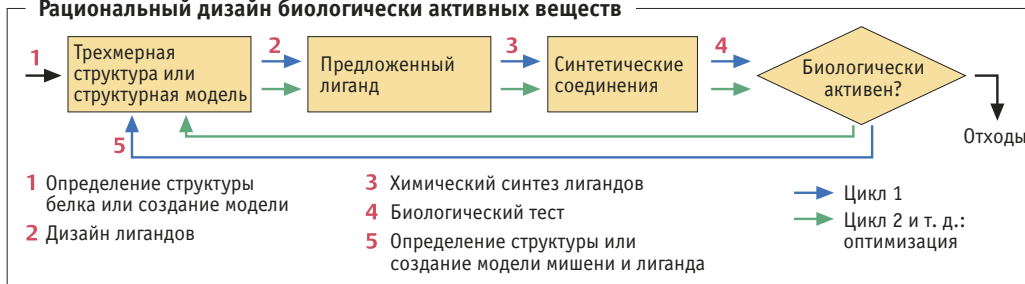 Рациональный дизайн биологически активных веществ
1
Трехмерная
структура или
структурная модель
2
Предложенный
лиганд
3
Синтетические
соединения
4
Биологически
активен?
Отходы
5
1 Определение структуры
белка или создание модели
2 Дизайн лигандов
3 Химический синтез лигандов
4 Биологический тест
5 Определение структуры или
создание модели мишени и лиганда
Цикл 1
Цикл 2 и т. д.:
оптимизация